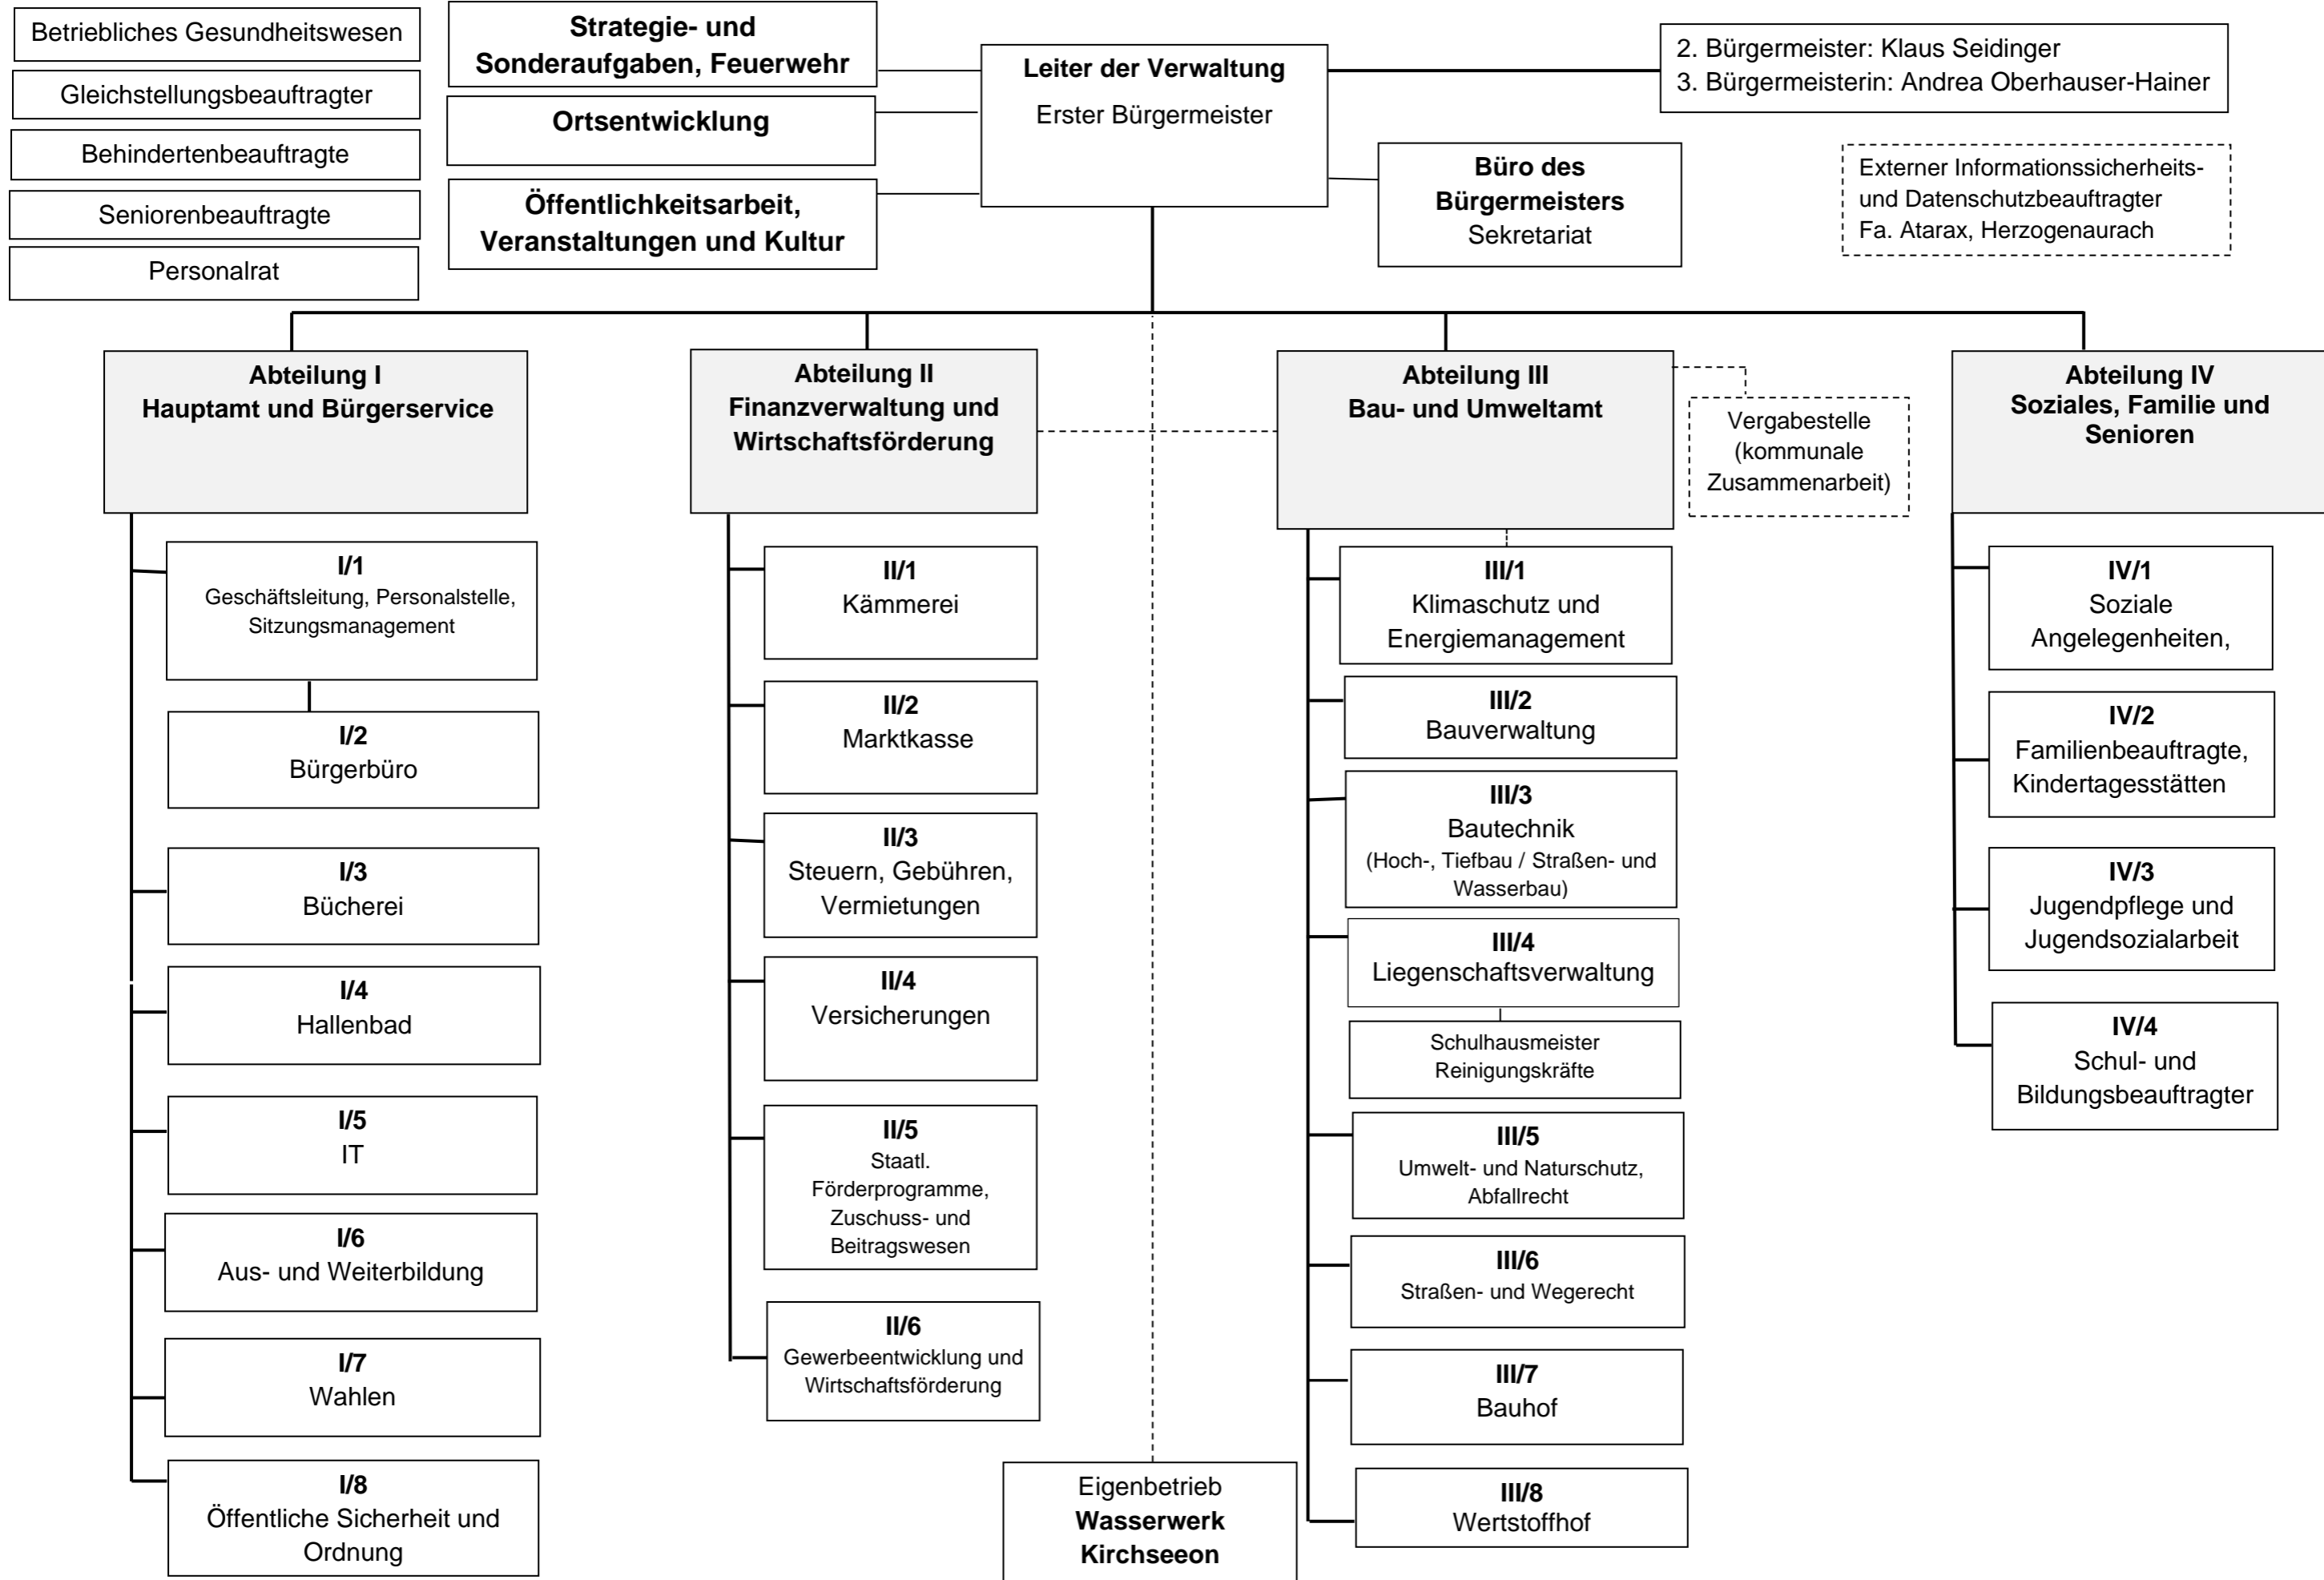 Betriebliches Gesundheitswesen
Gleichstellungsbeauftragter
Behindertenbeauftragte
Seniorenbeauftragte
Personalrat
Strategie- und
Sonderaufgaben, Feuerwehr
Ortsentwicklung
Öffentlichkeitsarbeit,
Veranstaltungen und Kultur
Leiter der Verwaltung
Erster Bürgermeister
2. Bürgermeister: Klaus Seidinger
3. Bürgermeisterin: Andrea Oberhauser-Hainer
Büro des
Bürgermeisters
Sekretariat
Externer Informationssicherheits-
und Datenschutzbeauftragter
Fa. Atarax, Herzogenaurach
Abteilung I
Hauptamt und Bürgerservice
I/1
Geschäftsleitung, Personalstelle,
Sitzungsmanagement
I/2
Bürgerbüro
I/3
Bücherei
I/4
Hallenbad
I/5
IT
I/6
Aus- und Weiterbildung
I/7
Wahlen
I/8
Öffentliche Sicherheit und
Ordnung
Abteilung II
Finanzverwaltung und
Wirtschaftsförderung
II/1
Kämmerei
II/2
Marktkasse
II/3
Steuern, Gebühren,
Vermietungen
II/4
Versicherungen
II/5
Staatl.
Förderprogramme,
Zuschuss- und
Beitragswesen
II/6
Gewerbeentwicklung und
Wirtschaftsförderung
Eigenbetrieb
Wasserwerk
Kirchseeon
Abteilung III
Bau- und Umweltamt
Vergabestelle
(kommunale
Zusammenarbeit)
III/1
Klimaschutz und
Energiemanagement
III/2
Bauverwaltung
III/3
Bautechnik
(Hoch-, Tiefbau / Straßen- und
Wasserbau)
III/4
Liegenschaftsverwaltung
Schulhausmeister
Reinigungskräfte
III/5
Umwelt- und Naturschutz,
Abfallrecht
III/6
Straßen- und Wegerecht
III/7
Bauhof
III/8
Wertstoffhof
Abteilung IV
Soziales, Familie und
Senioren
IV/1
Soziale
Angelegenheiten,
IV/2
Familienbeauftragte,
Kindertagesstätten
IV/3
Jugendpflege und
Jugendsozialarbeit
IV/4
Schul- und
Bildungsbeauftragter